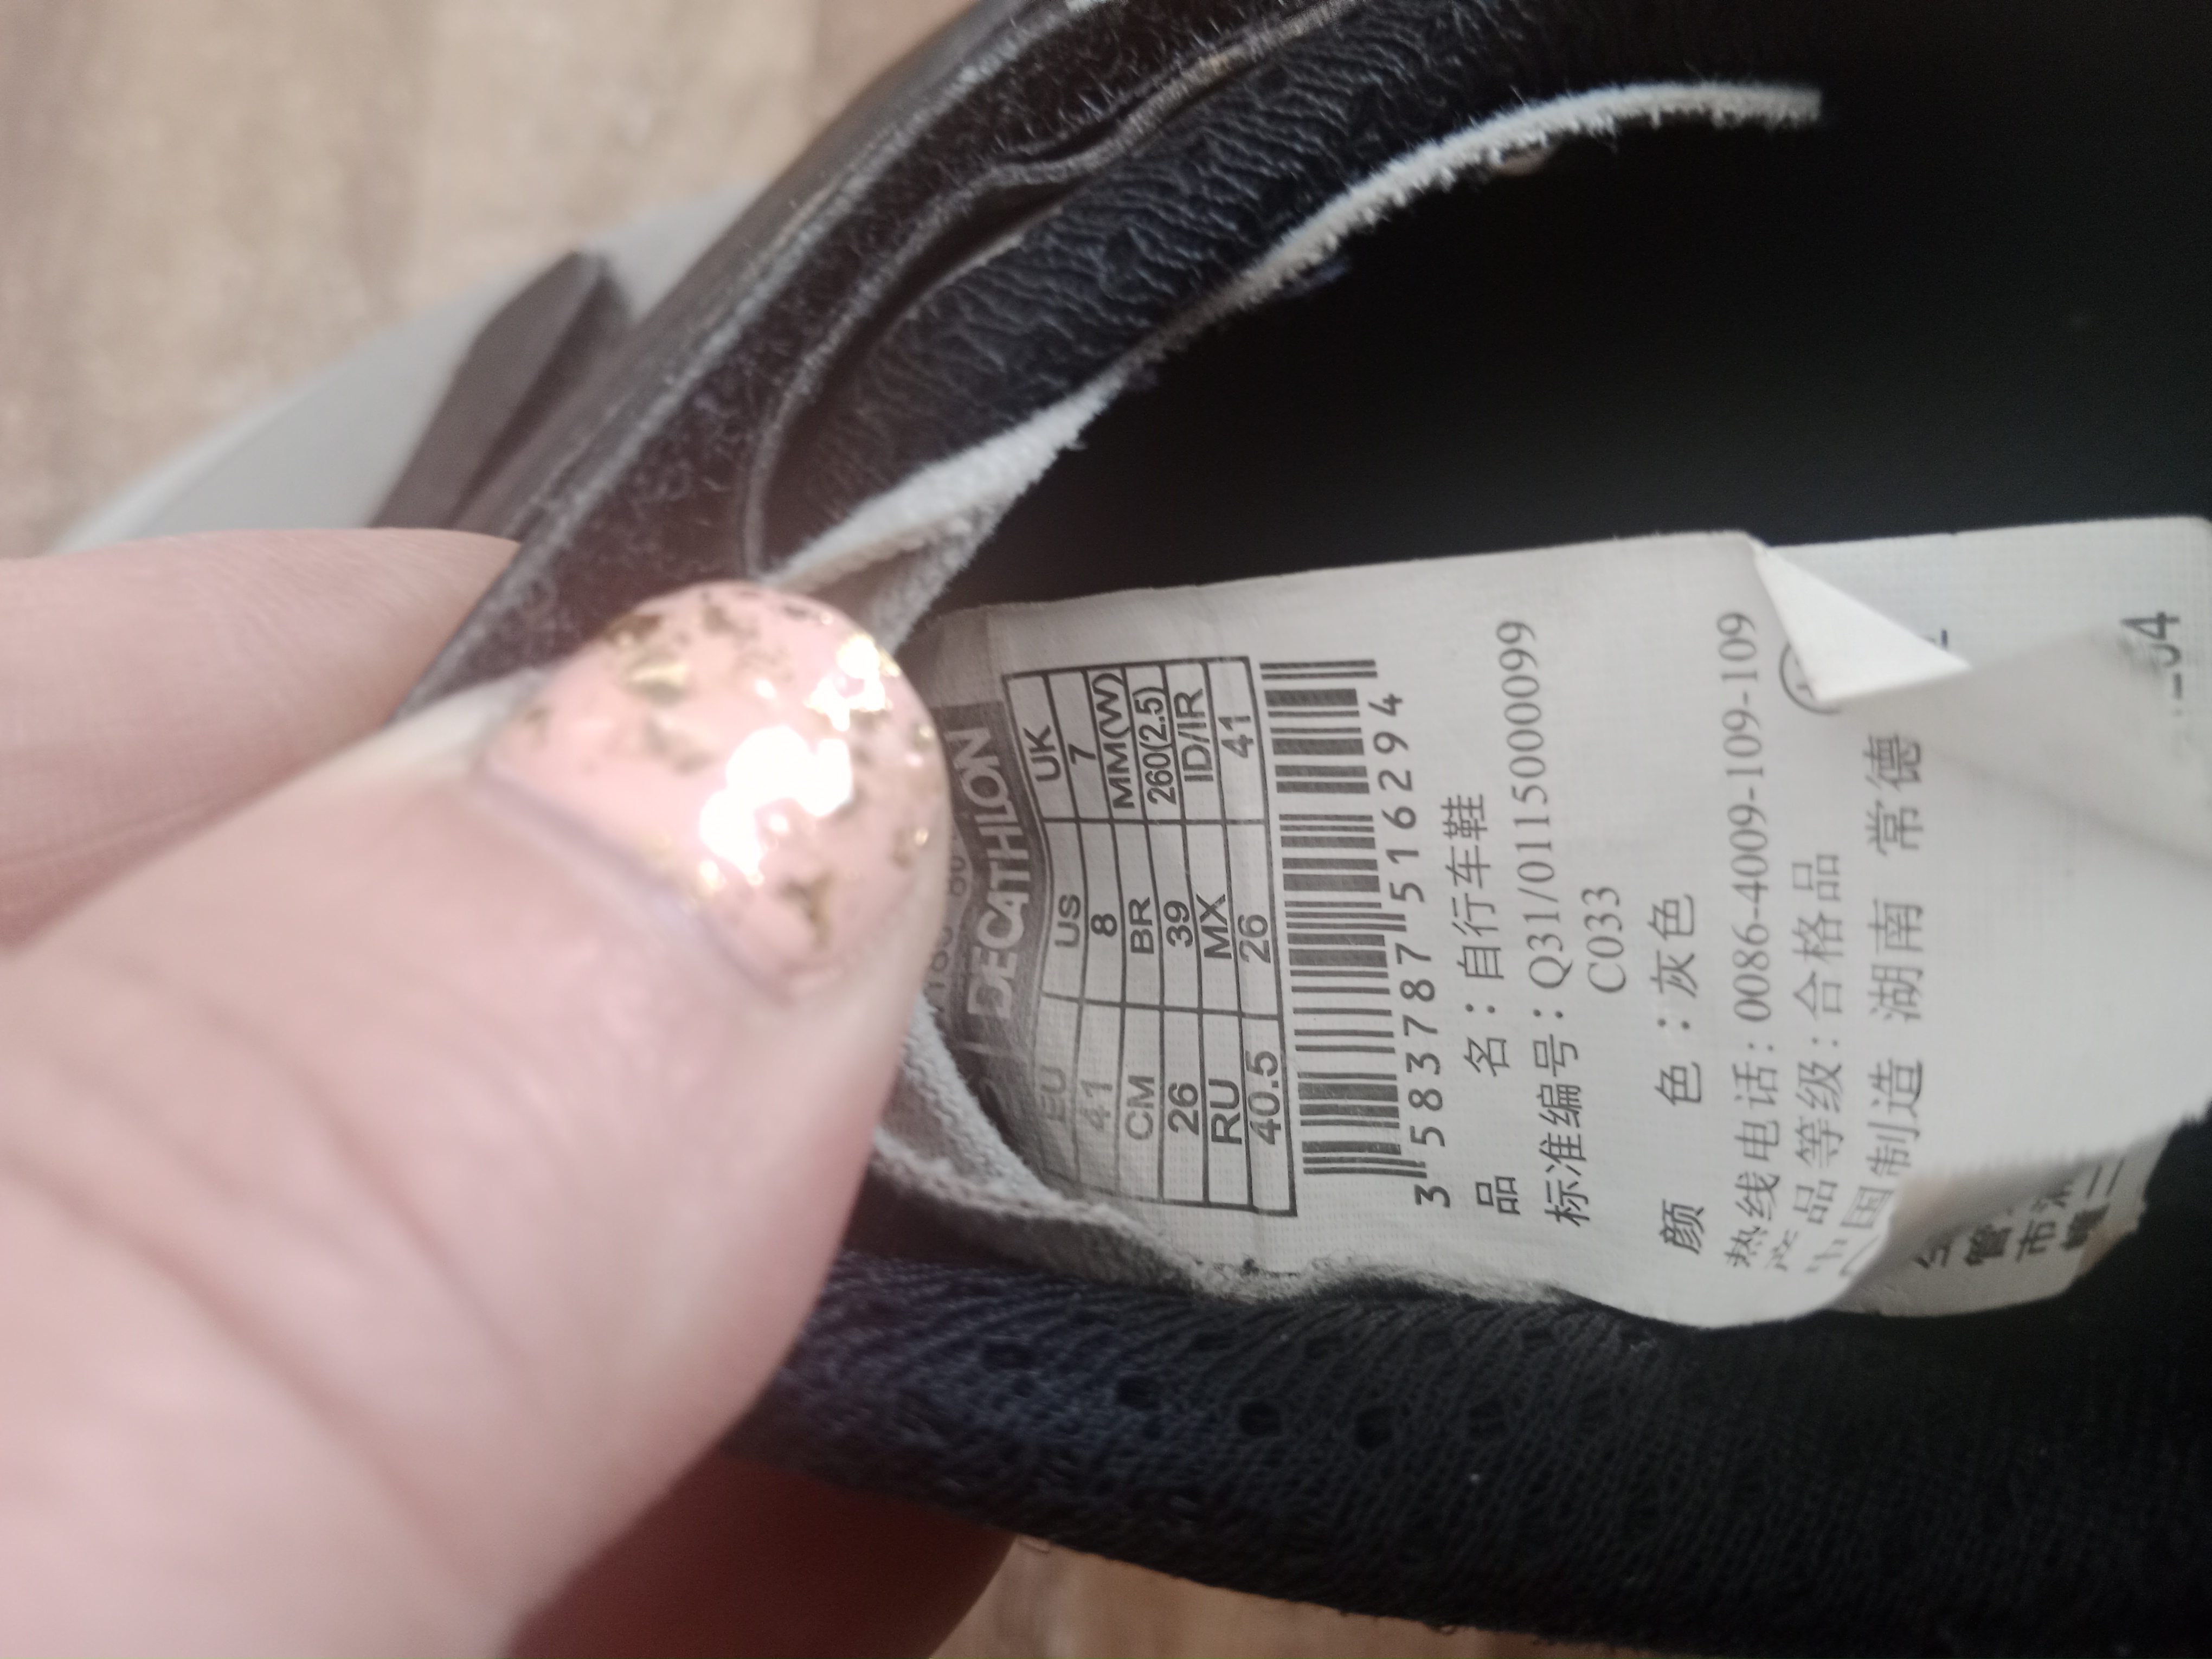 DECATHLON
EU US UK
41 8 7
CM BR MM(W)
26 39 260(2.5)
RU MX ID/IR
40.5 26 41
3 583787 516294
品 名：自行车鞋
标准编号：Q31/0115000099
C033
颜 色：灰色
热线电话：0086-4009-109-109
产品等级：合格品
中国制造 湖南 常德